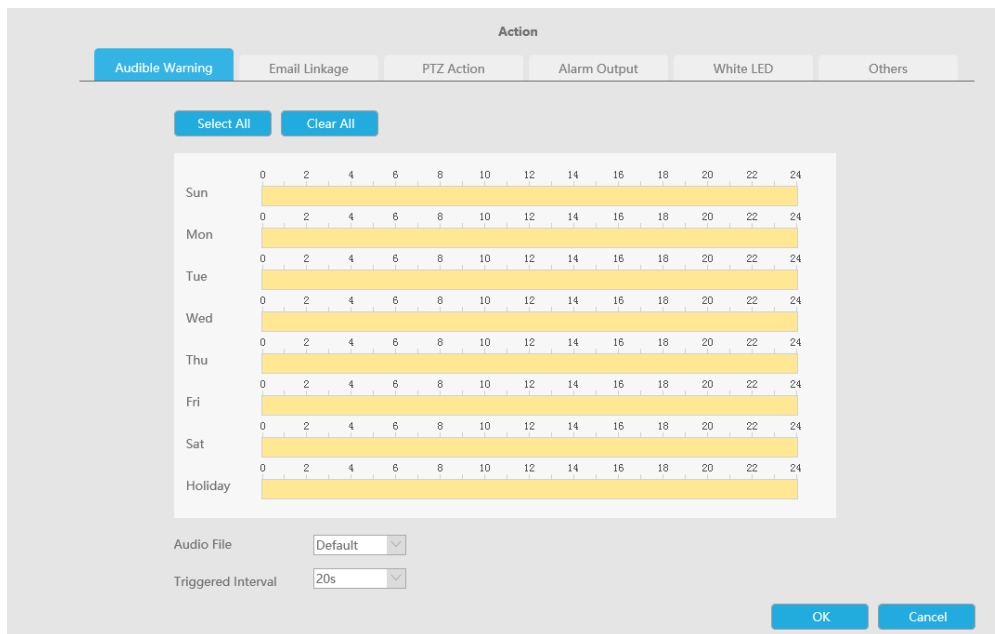 Action
Audible Warning Email Linkage PTZ Action Alarm Output White LED Others
Select All Clear All
0 2 4 6 8 10 12 14 16 18 20 22 24
Sun
0 2 4 6 8 10 12 14 16 18 20 22 24
Mon
0 2 4 6 8 10 12 14 16 18 20 22 24
Tue
0 2 4 6 8 10 12 14 16 18 20 22 24
Wed
0 2 4 6 8 10 12 14 16 18 20 22 24
Thu
0 2 4 6 8 10 12 14 16 18 20 22 24
Fri
0 2 4 6 8 10 12 14 16 18 20 22 24
Sat
0 2 4 6 8 10 12 14 16 18 20 22 24
Holiday
Audio File Default
Triggered Interval 20s
OK Cancel